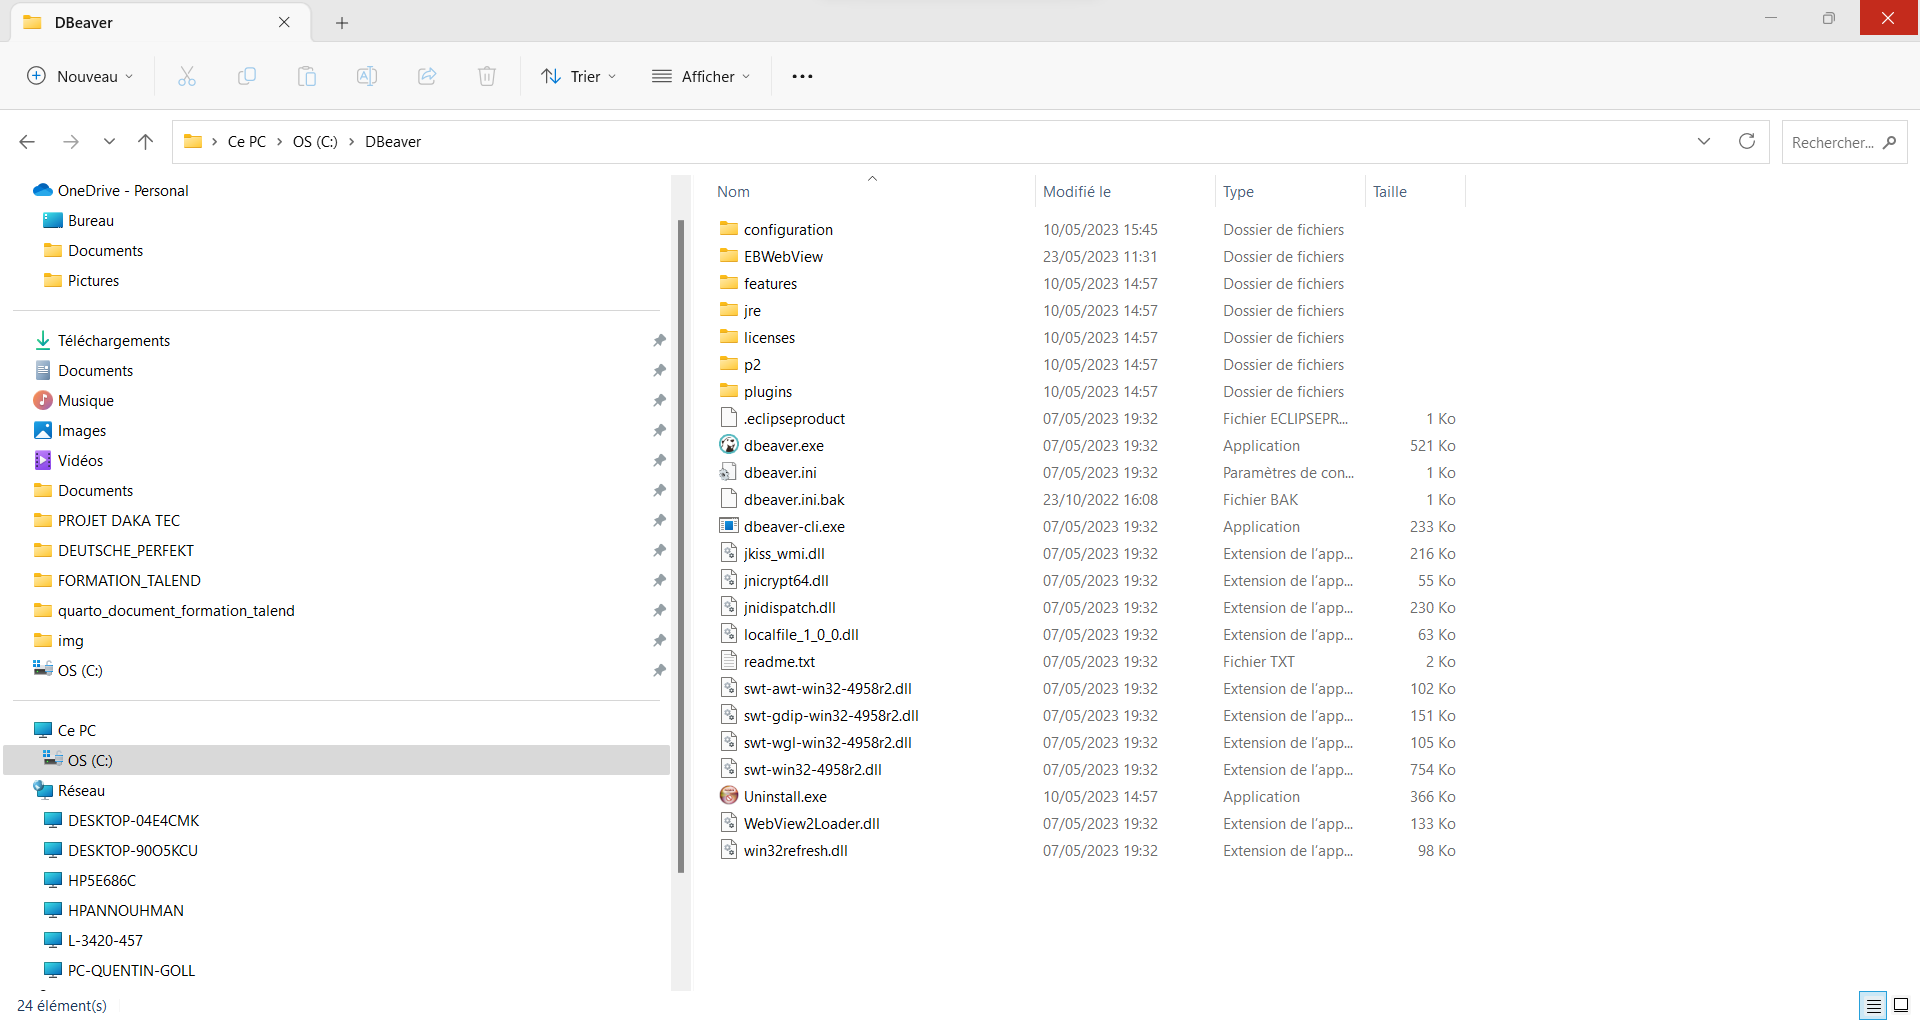 DBeaver
Nouveau
Trier
Afficher
Ce PC
OS (C:)
DBeaver
Rechercher...
OneDrive - Personal
Bureau
Documents
Pictures
Téléchargements
Documents
Musique
Images
Vidéos
Documents
PROJET DAKA TEC
DEUTSCHE_PERFEKT
FORMATION_TALEND
quarto_document_formation_talend
img
OS (C:)
Ce PC
OS (C:)
Réseau
DESKTOP-04E4CMK
DESKTOP-90O5KCU
HP5E686C
HPANNOUHMAN
L-3420-457
PC-QUENTIN-GOLL
Nom Modifié le Type Taille
configuration 10/05/2023 15:45 Dossier de fichiers
EBWebView 23/05/2023 11:31 Dossier de fichiers
features 10/05/2023 14:57 Dossier de fichiers
jre 10/05/2023 14:57 Dossier de fichiers
licenses 10/05/2023 14:57 Dossier de fichiers
p2 10/05/2023 14:57 Dossier de fichiers
plugins 10/05/2023 14:57 Dossier de fichiers
.eclipseproduct 07/05/2023 19:32 Fichier ECLIPSEPR... 1 Ko
dbeaver.exe 07/05/2023 19:32 Application 521 Ko
dbeaver.ini 07/05/2023 19:32 Paramètres de con... 1 Ko
dbeaver.ini.bak 23/10/2022 16:08 Fichier BAK 1 Ko
dbeaver-cli.exe 07/05/2023 19:32 Application 233 Ko
jkiss_wmi.dll 07/05/2023 19:32 Extension de l'app... 216 Ko
jnicrypt64.dll 07/05/2023 19:32 Extension de l'app... 55 Ko
jnidispatch.dll 07/05/2023 19:32 Extension de l'app... 230 Ko
localfile_1_0_0.dll 07/05/2023 19:32 Extension de l'app... 63 Ko
readme.txt 07/05/2023 19:32 Fichier TXT 2 Ko
swt-awt-win32-4958r2.dll 07/05/2023 19:32 Extension de l'app... 102 Ko
swt-gdip-win32-4958r2.dll 07/05/2023 19:32 Extension de l'app... 151 Ko
swt-wgl-win32-4958r2.dll 07/05/2023 19:32 Extension de l'app... 105 Ko
swt-win32-4958r2.dll 07/05/2023 19:32 Extension de l'app... 754 Ko
Uninstall.exe 10/05/2023 14:57 Application 366 Ko
WebView2Loader.dll 07/05/2023 19:32 Extension de l'app... 133 Ko
win32refresh.dll 07/05/2023 19:32 Extension de l'app... 98 Ko
24 élément(s)